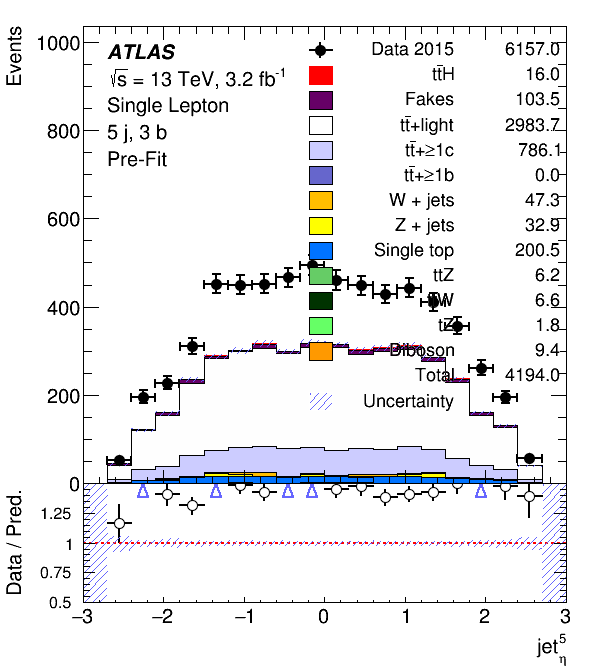 Events
1000
800
600
400
200
0
ATLAS
√s = 13 TeV, 3.2 fb-1
Single Lepton
5 j, 3 b
Pre-Fit
Data 2015 6157.0
tt̄H 16.0
Fakes 103.5
tt̄+light 2983.7
tt̄+≥1c 786.1
tt̄+≥1b 0.0
W + jets 47.3
Z + jets 32.9
Single top 200.5
ttZ 6.2
6.6
1.8
Diboson 9.4
Total 4194.0
Uncertainty
Data / Pred.
1.25
1
0.75
0.5
−3 −2 −1 0 1 2 3
jet5η